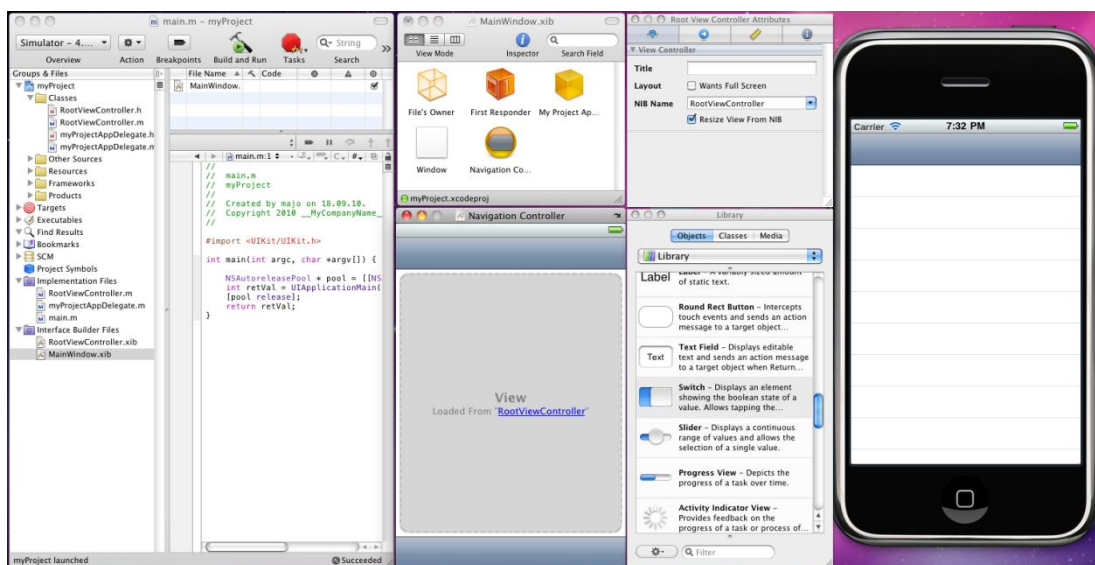 main.m – myProject
Simulator – 4....
String
Overview
Action
Breakpoints
Build and Run
Tasks
Search
Groups & Files
File Name
Code
myProject
Classes
RootViewController.h
RootViewController.m
myProjectAppDelegate.h
myProjectAppDelegate.m
Other Sources
Resources
Frameworks
Products
Targets
Executables
Find Results
Bookmarks
SCM
Project Symbols
Implementation Files
RootViewController.m
myProjectAppDelegate.m
main.m
Interface Builder Files
RootViewController.xib
MainWindow.xib
MainWindow.
main.m:1
//
// main.m
// myProject
//
// Created by majo on 18.09.10.
// Copyright 2010 __MyCompanyName_
//
#import <UIKit/UIKit.h>
int main(int argc, char *argv[]) {
NSAutoreleasePool * pool = [[NS
int retVal = UIApplicationMain(
[pool release];
return retVal;
}
myProject launched
Succeeded
MainWindow.xib
View Mode
Inspector
Search Field
File's Owner
First Responder
My Project Ap...
Window
Navigation Co...
myProject.xcodeproj
Navigation Controller
View
Loaded From "RootViewController"
Root View Controller Attributes
View Controller
Title
Layout
Wants Full Screen
NIB Name
RootViewController
Resize View From NIB
Library
Objects
Classes
Media
Library
Label
Label – A variably sized amount
of static text.
Round Rect Button – Intercepts
touch events and sends an action
message to a target object...
Text
Text Field – Displays editable
text and sends an action message
to a target object when Return...
Switch – Displays an element
showing the boolean state of a
value. Allows tapping the...
Slider – Displays a continuous
range of values and allows the
selection of a single value.
Progress View – Depicts the
progress of a task over time.
Activity Indicator View –
Provides feedback on the
progress of a task or process of...
Filter
Carrier
7:32 PM